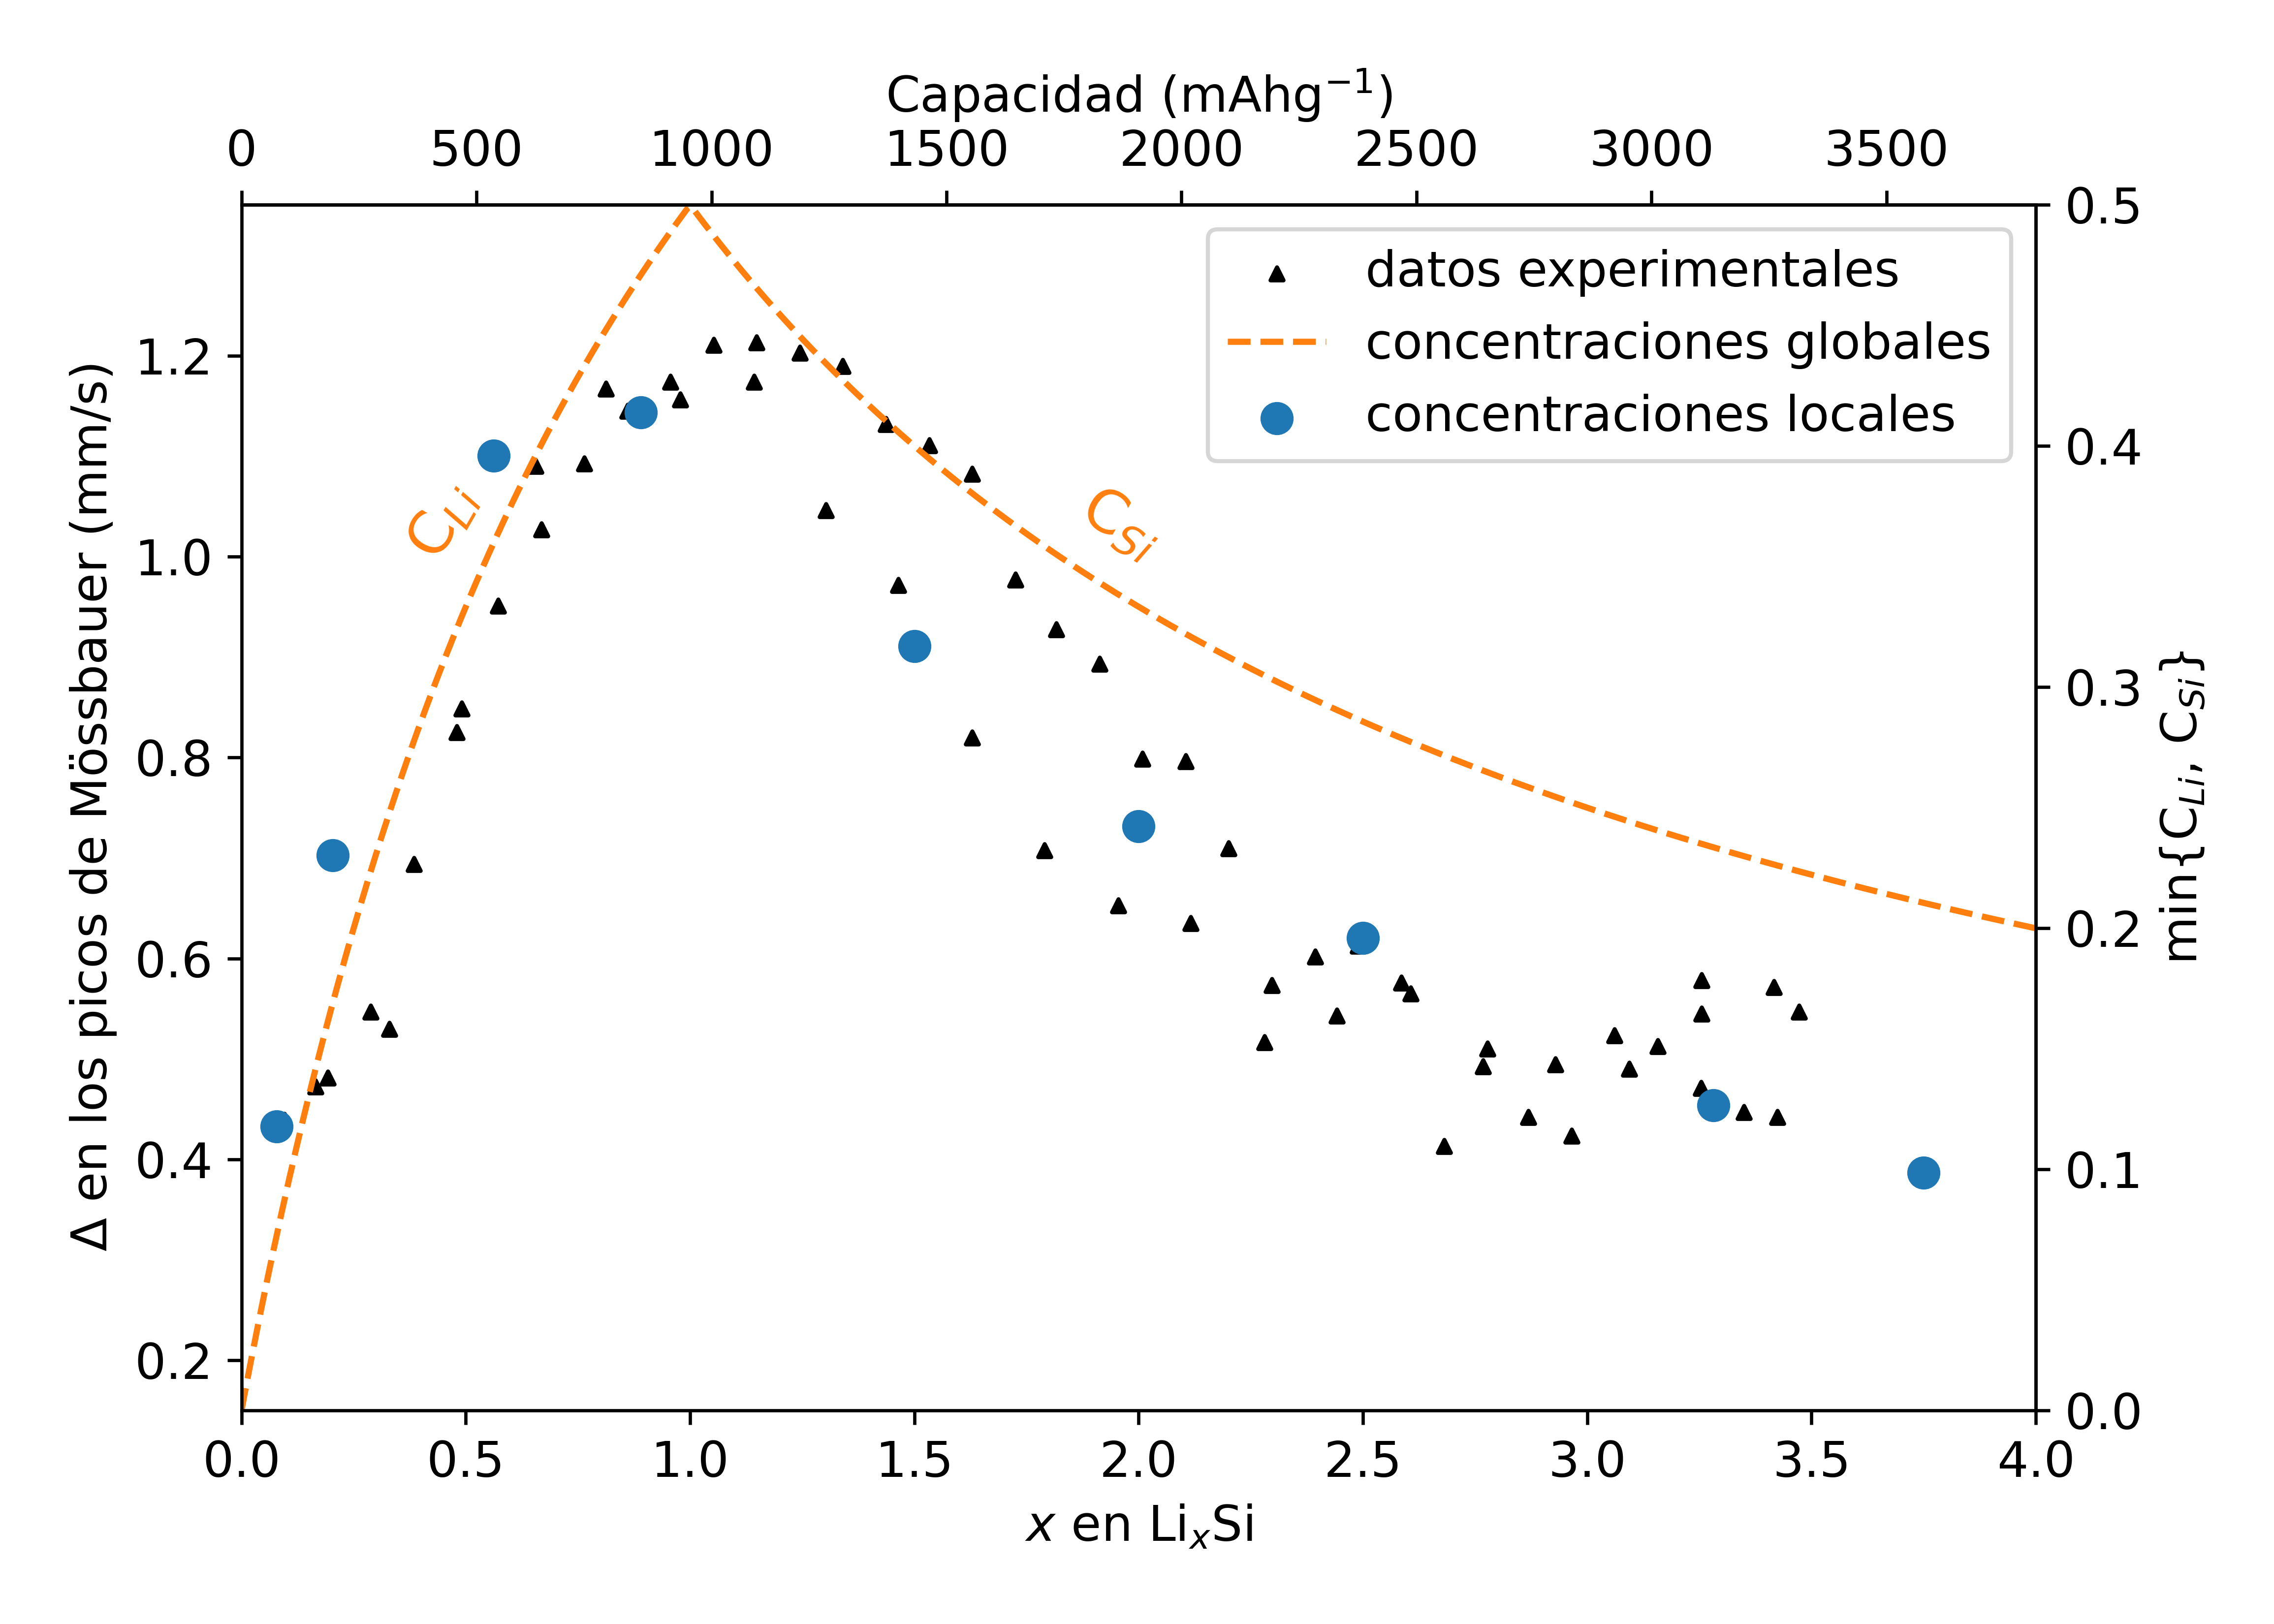 Capacidad (mAhg⁻¹)
0 500 1000 1500 2000 2500 3000 3500
datos experimentales
concentraciones globales
concentraciones locales
C_Li
C_Si
Δ en los picos de Mössbauer (mm/s)
1.2
1.0
0.8
0.6
0.4
0.2
0.5
0.4
0.3
0.2
0.1
0.0
min{C_Li, C_Si}
0.0 0.5 1.0 1.5 2.0 2.5 3.0 3.5 4.0
x en LiₓSi